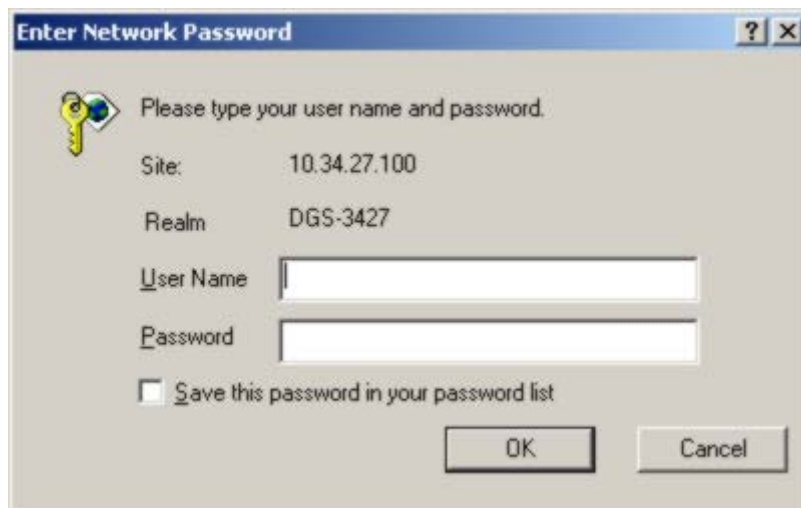 Enter Network Password
Please type your user name and password.
Site: 10.34.27.100
Realm DGS-3427
User Name
Password
Save this password in your password list
OK Cancel